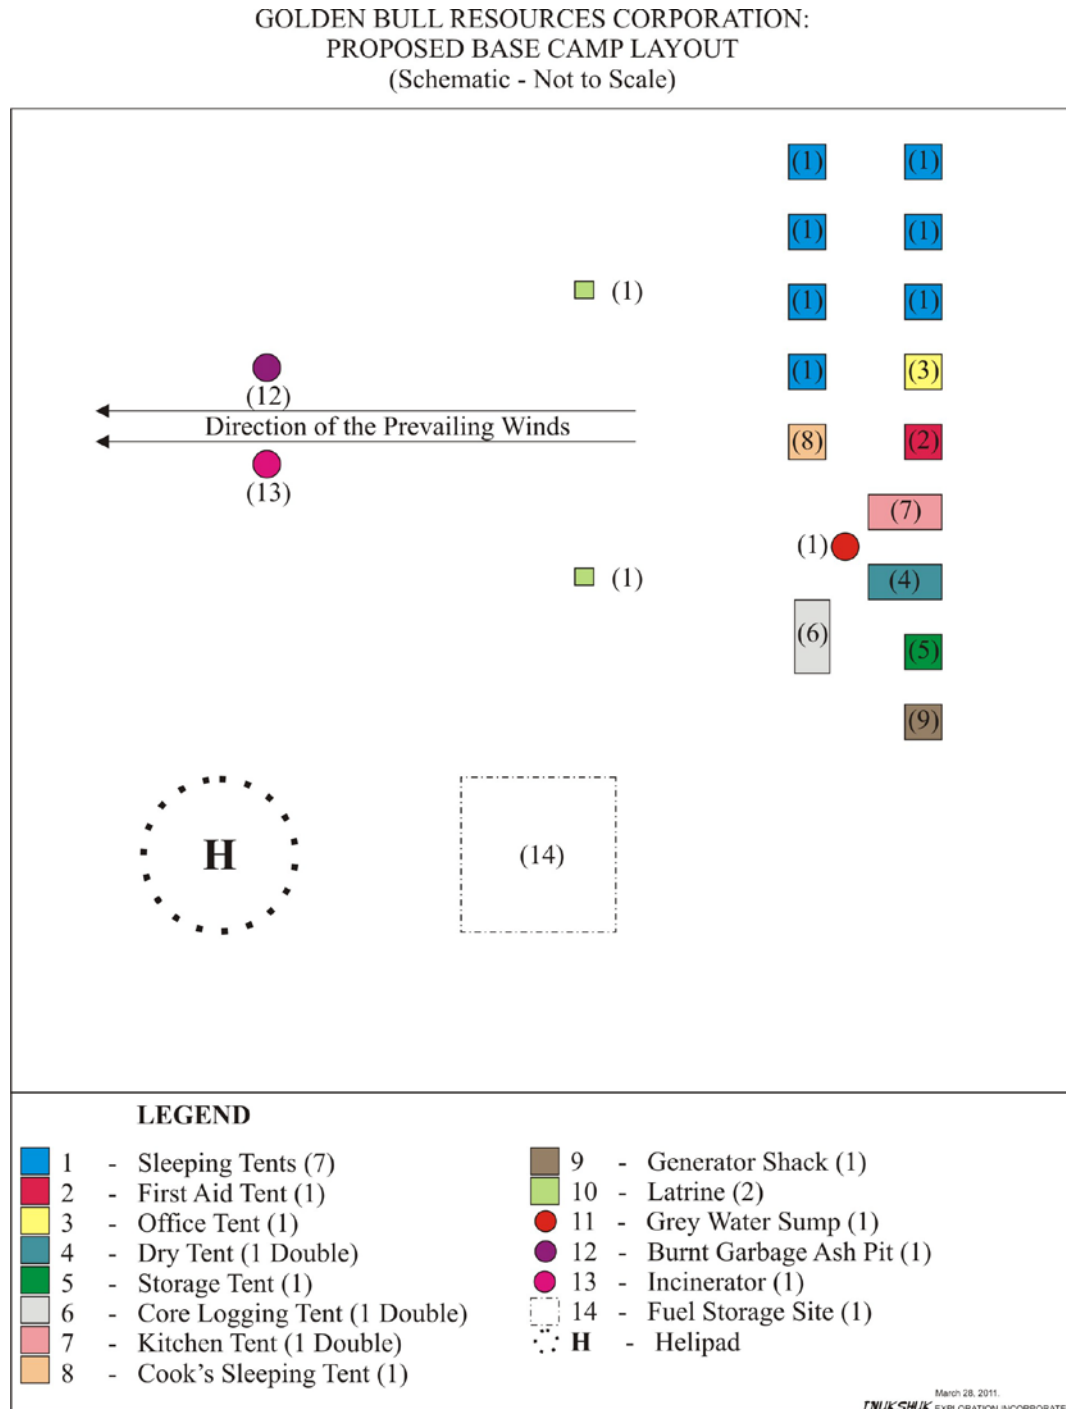 GOLDEN BULL RESOURCES CORPORATION:
PROPOSED BASE CAMP LAYOUT
(Schematic - Not to Scale)
(1) (1)
(1) (1)
(1)
(1) (1)
(1) (3)
(12)
Direction of the Prevailing Winds
(8) (2)
(13)
(7)
(1)
(1)
(4)
(6)
(5)
(9)
H
(14)
LEGEND
1 - Sleeping Tents (7)
2 - First Aid Tent (1)
3 - Office Tent (1)
4 - Dry Tent (1 Double)
5 - Storage Tent (1)
6 - Core Logging Tent (1 Double)
7 - Kitchen Tent (1 Double)
8 - Cook's Sleeping Tent (1)
9 - Generator Shack (1)
10 - Latrine (2)
11 - Grey Water Sump (1)
12 - Burnt Garbage Ash Pit (1)
13 - Incinerator (1)
14 - Fuel Storage Site (1)
H - Helipad
March 28, 2011.
INUKSHUK EXPLORATION INCORPORATE